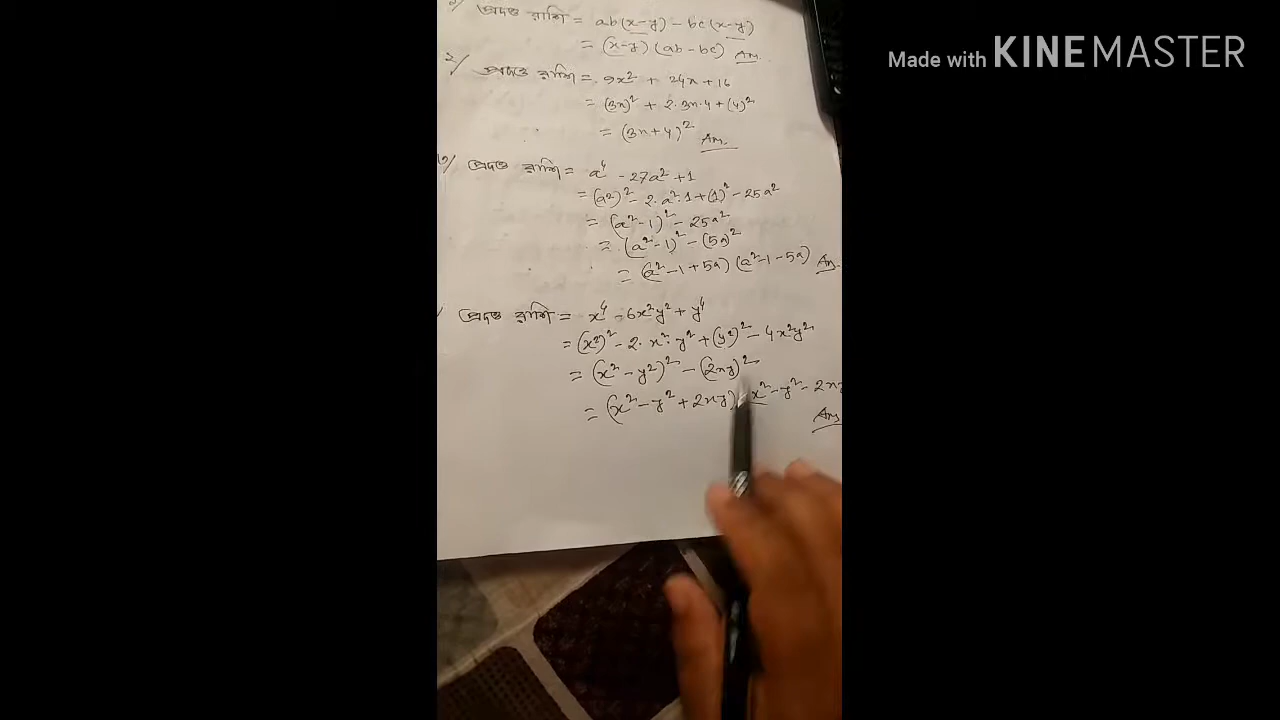 ১/ প্রদত্ত রাশি = ab(x-y) - bc(x-y)
= (x-y) (ab-bc) Ans.
২/ প্রদত্ত রাশি = 9x² + 24x + 16
= (3x)² + 2·3x·4 + (4)²
= (3x+4)² Ans.
৩/ প্রদত্ত রাশি = a⁴ - 27a² + 1
= (a²)² - 2·a²·1 + (1)² - 25a²
= (a²-1)² - 25a²
= (a²-1)² - (5a)²
= (a²-1+5a) (a²-1-5a) Ans.
প্রদত্ত রাশি = x⁴ - 6x²y² + y⁴
= (x²)² - 2·x²·y² + (y²)² - 4x²y²
= (x² - y²)² - (2xy)²
= (x² - y² + 2xy) x² - y² - 2xy
Ans
Made with KINEMASTER